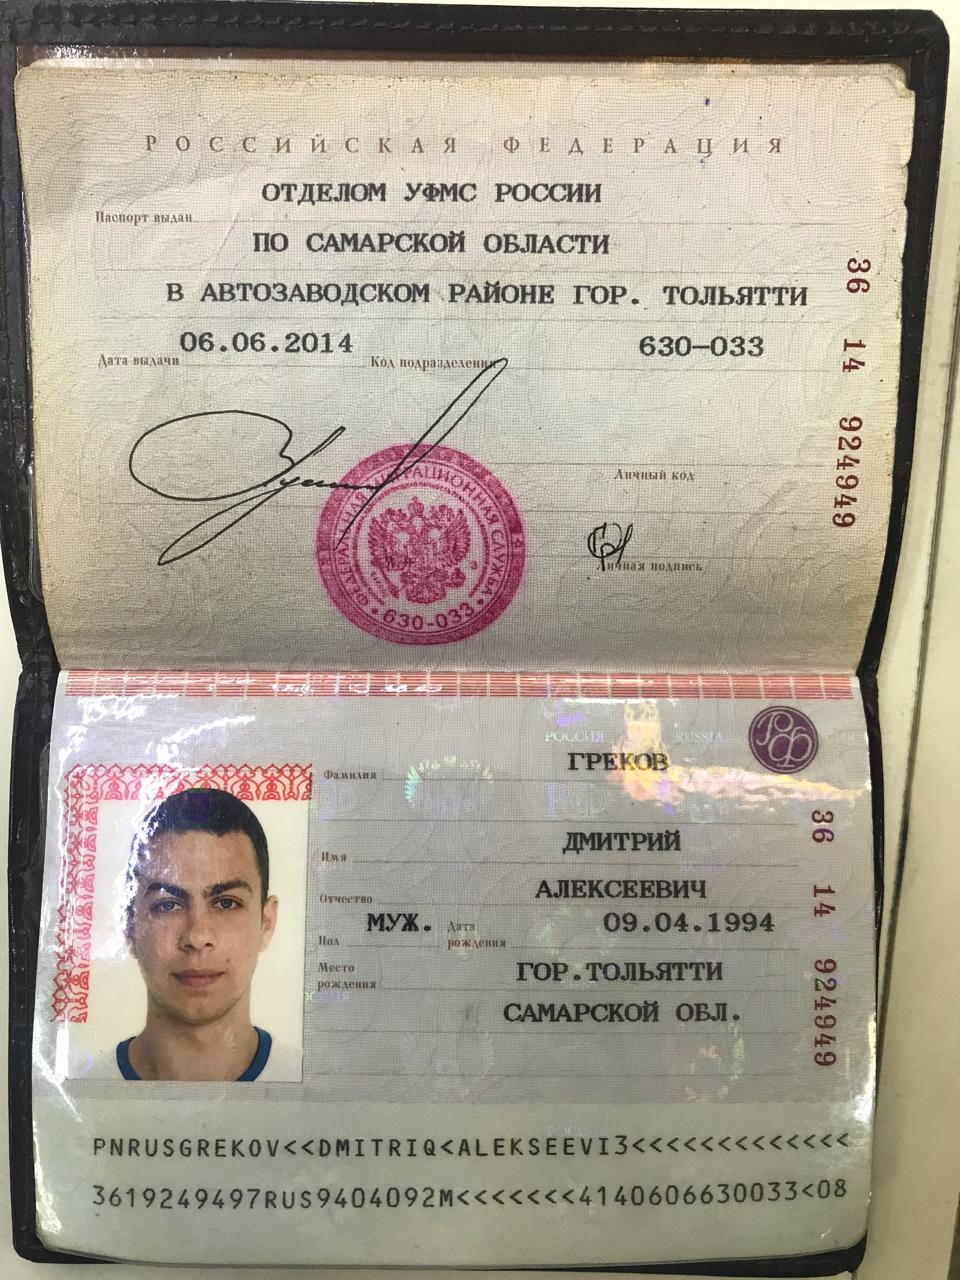 РОССИЙСКАЯ ФЕДЕРАЦИЯ
Паспорт выдан ОТДЕЛОМ УФМС РОССИИ
ПО САМАРСКОЙ ОБЛАСТИ
В АВТОЗАВОДСКОМ РАЙОНЕ ГОР. ТОЛЬЯТТИ
Дата выдачи 06.06.2014 Код подразделения 630-033
36 14 924949
Личный код
Личная подпись
ФЕДЕРАЛЬНАЯ МИГРАЦИОННАЯ СЛУЖБА
630-033
РОССИЯ RUSSIA
РФ
Фамилия ГРЕКОВ
Имя ДМИТРИЙ
Отчество АЛЕКСЕЕВИЧ
Пол МУЖ. Дата рождения 09.04.1994
Место рождения ГОР.ТОЛЬЯТТИ
САМАРСКОЙ ОБЛ.
36 14 924949
PNRUSGREKOV<<DMITRIQ<ALEKSEEVI3<<<<<<<<<<<<<
3619249497RUS9404092M<<<<<<<4140606630033<08